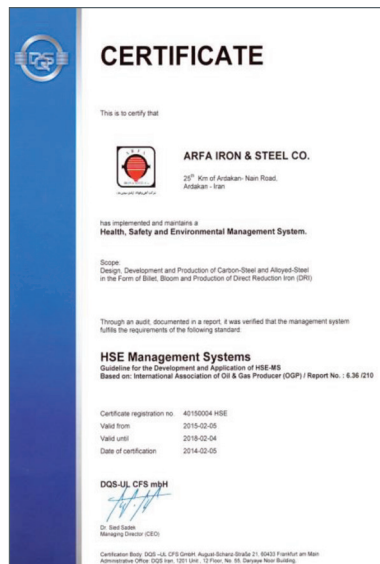 DQS
CERTIFICATE
This is to certify that
ARFA IRON & STEEL CO.
25th Km of Ardakan- Nain Road,
Ardakan - Iran
has implemented and maintains a
Health, Safety and Environmental Management System.
Scope:
Design, Development and Production of Carbon-Steel and Alloyed-Steel
in the Form of Billet, Bloom and Production of Direct Reduction Iron (DRI)
Through an audit, documented in a report, it was verified that the management system
fulfills the requirements of the following standard:
HSE Management Systems
Guideline for the Development and Application of HSE-MS
Based on: International Association of Oil & Gas Producer (OGP) / Report No. : 6.36 /210
Certificate registration no. 40150004 HSE
Valid from 2015-02-05
Valid until 2018-02-04
Date of certification 2014-02-05
DQS-UL CFS mbH
Dr. Sied Sadek
Managing Director (CEO)
Certification Body: DQS -UL CFS GmbH, August-Schanz-Straße 21, 60433 Frankfurt am Main
Administrative Office: DQS Iran, 1201 Unit , 12 Floor, No. 55, Daryaye Noor Building,